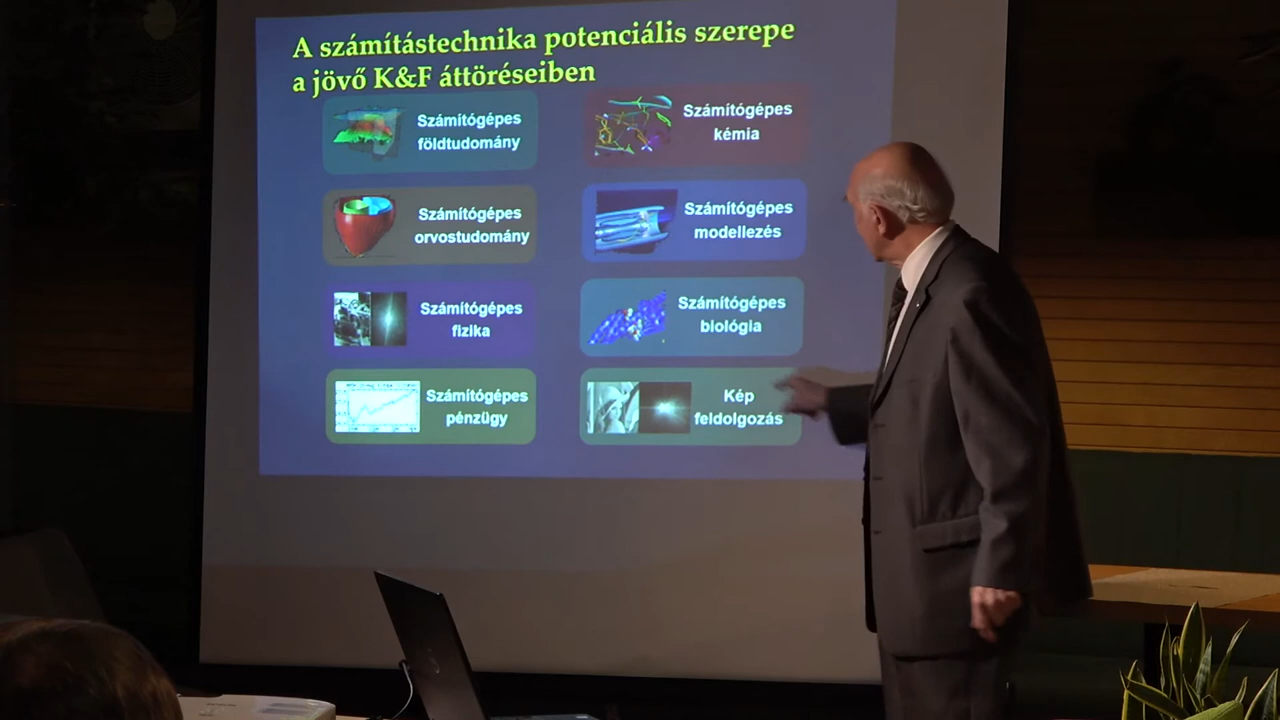 A számítástechnika potenciális szerepe
a jövő K&F áttöréseiben
Számítógépes
földtudomány
Számítógépes
kémia
Számítógépes
orvostudomány
Számítógépes
modellezés
Számítógépes
fizika
Számítógépes
biológia
Számítógépes
pénzügy
Kép
feldolgozás